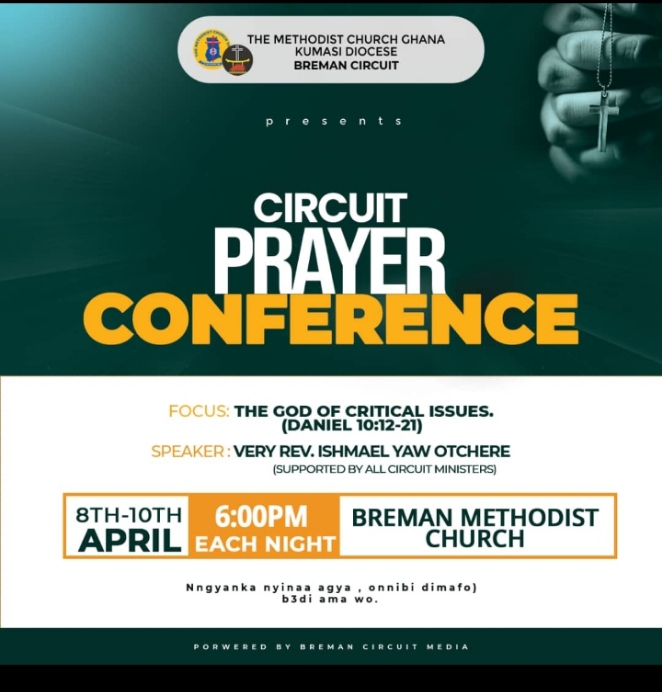 THE METHODIST CHURCH GHANA
KUMASI DIOCESE
BREMAN CIRCUIT
presents
CIRCUIT
PRAYER
CONFERENCE
FOCUS: THE GOD OF CRITICAL ISSUES.
(DANIEL 10:12-21)
SPEAKER : VERY REV. ISHMAEL YAW OTCHERE
(SUPPORTED BY ALL CIRCUIT MINISTERS)
8TH-10TH
APRIL
6:00PM
EACH NIGHT
BREMAN METHODIST
CHURCH
Nngyanka nyinaa agya , onnibi dimafo)
b3di ama wo.
PORWERED BY BREMAN CIRCUIT MEDIA